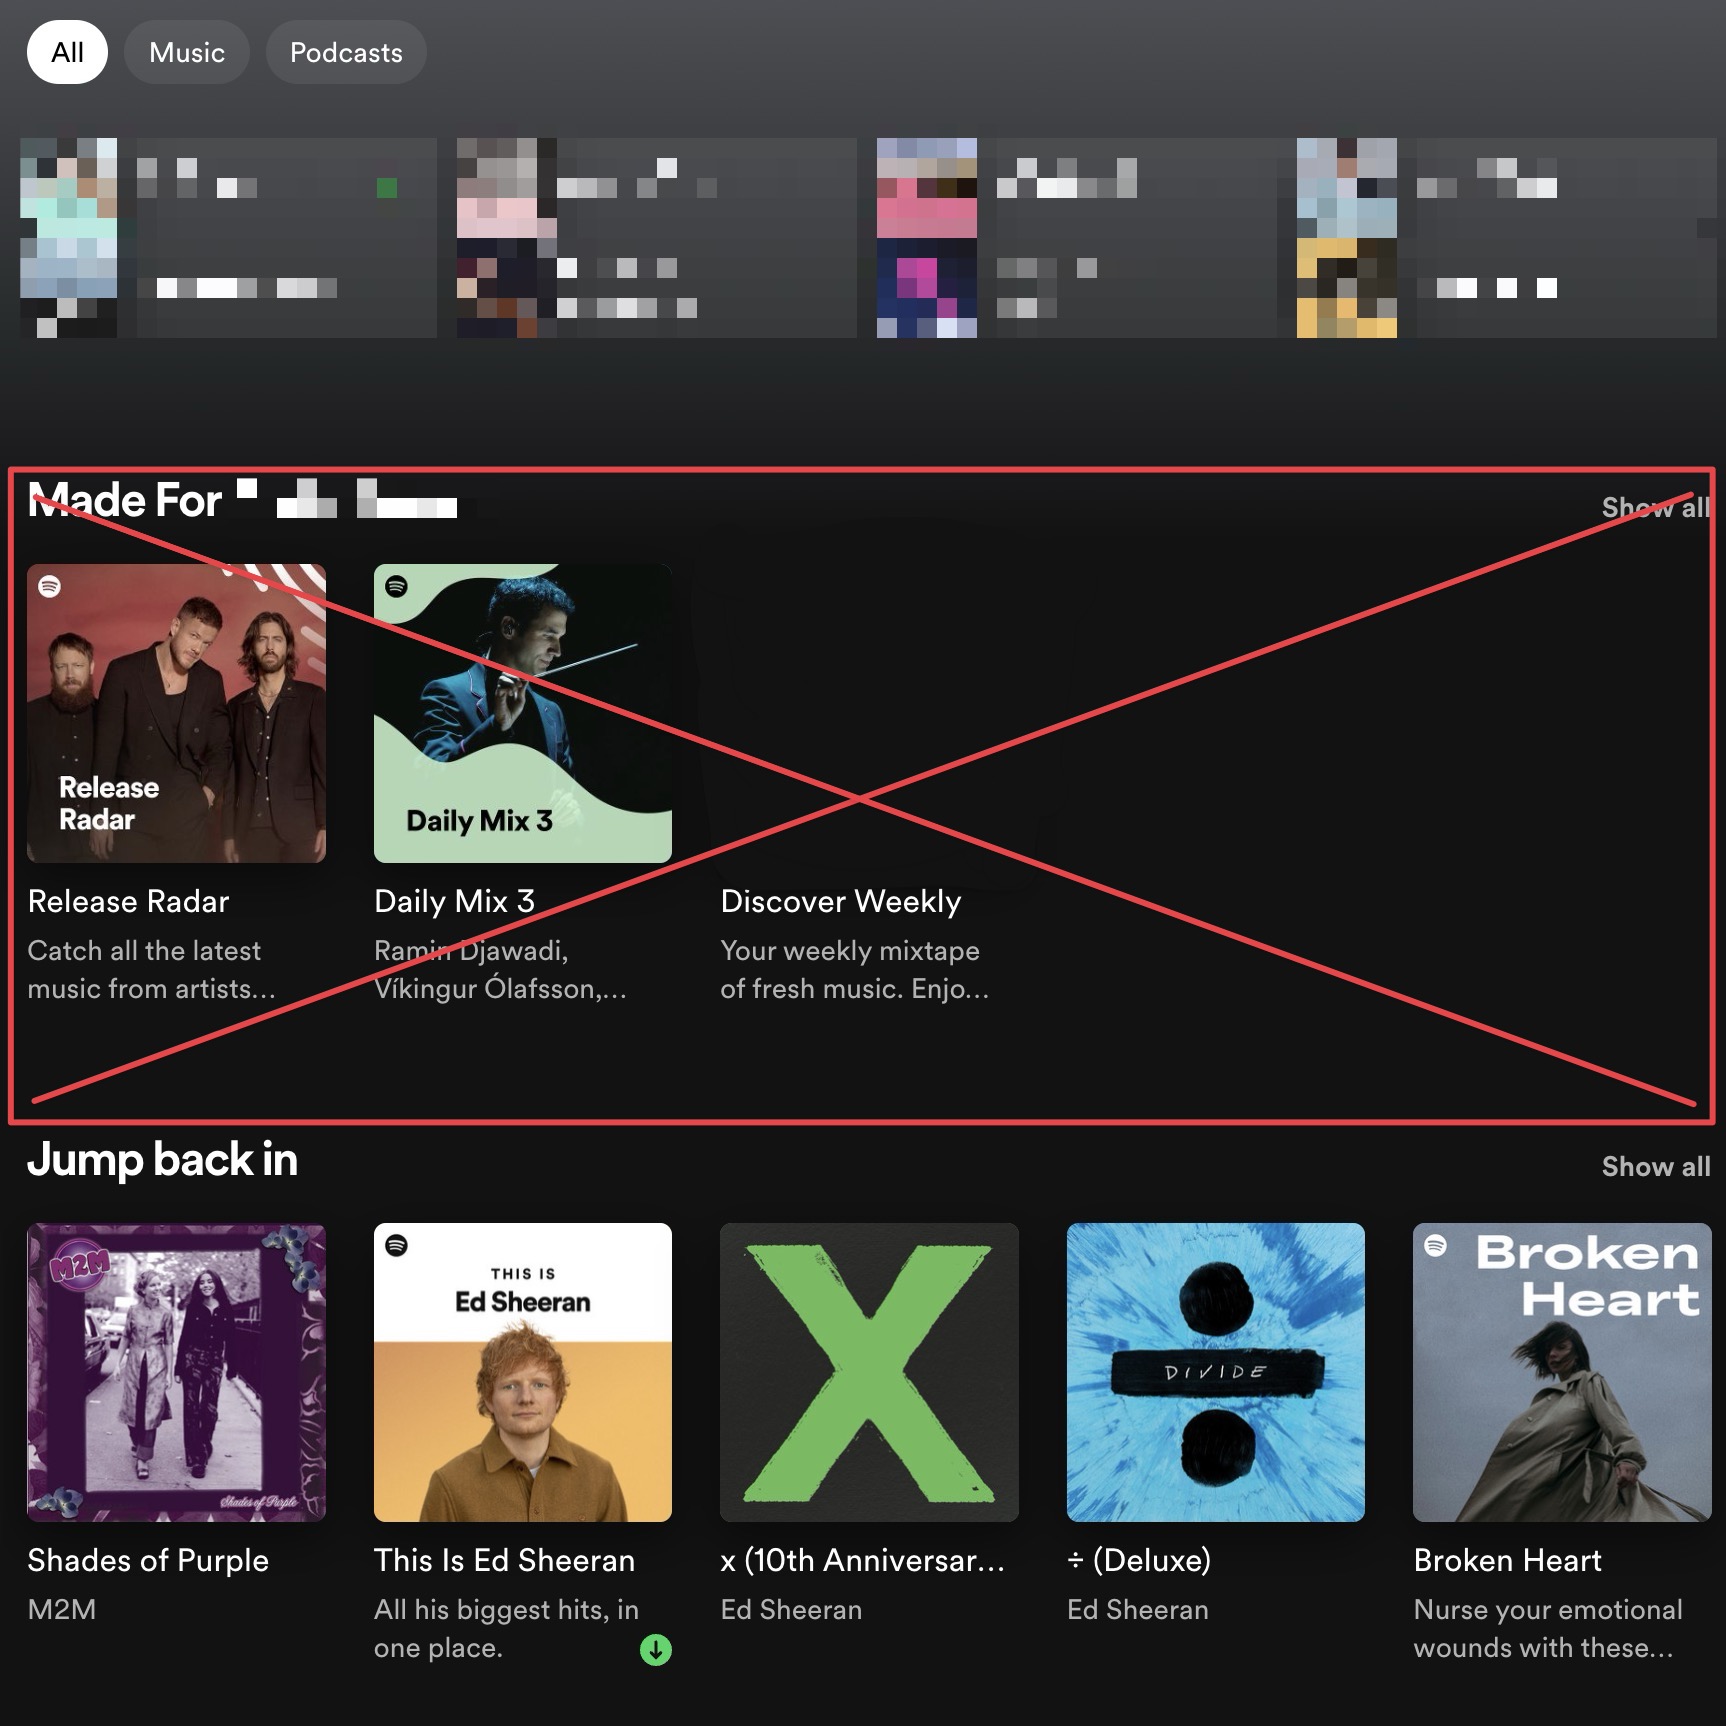 All Music Podcasts
Made For
Show all
Release
Radar
Daily Mix 3
Release Radar
Daily Mix 3
Discover Weekly
Catch all the latest
music from artists...
Ramin Djawadi,
Víkingur Ólafsson,...
Your weekly mixtape
of fresh music. Enjo...
Jump back in
Show all
M2M
Shades of Purple
THIS IS
Ed Sheeran
DIVIDE
Broken
Heart
Shades of Purple
M2M
This Is Ed Sheeran
All his biggest hits, in
one place.
x (10th Anniversar...
Ed Sheeran
÷ (Deluxe)
Ed Sheeran
Broken Heart
Nurse your emotional
wounds with these...